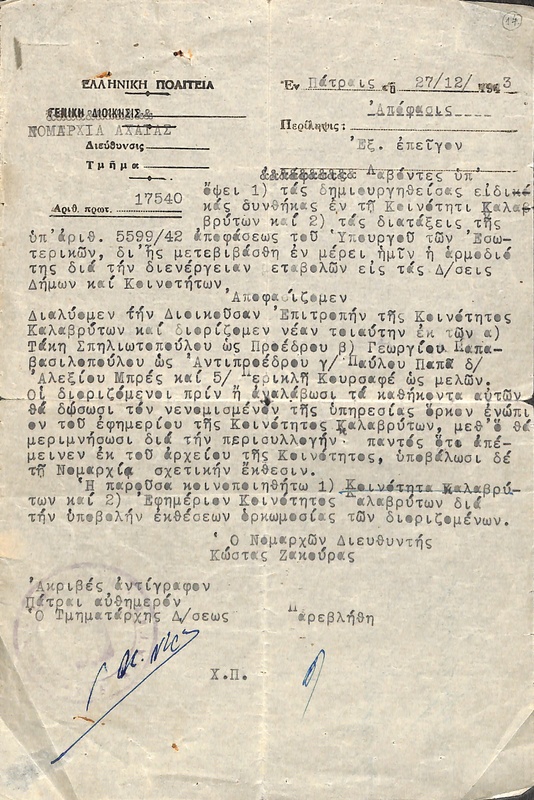 17.
ΕΛΛΗΝΙΚΗ ΠΟΛΙΤΕΙΑ
Ἐν Πάτραις τῇ 27/12/1943
ΓΕΝΙΚΗ ΔΙΟΙΚΗΣΙΣ
ΝΟΜΑΡΧΙΑ ΑΧΑΪΑΣ
Διεύθυνσις
Τμῆμα
Ἀριθ. πρωτ. 17540
Ἀπόφασις
Περίληψις:
Ἐξ. ἐπεῖγον
Λαβόντες ὑπ'
ὄψει 1) τάς δημιουργηθείσας εἰδι
κάς συνθήκας ἐν τῇ Κοινότητι Καλαβ
βρύτων καί 2) τάς διατάξεις τῆς
ὑπ'ἀριθ. 5599/42 ἀποφάσεως τοῦ Ὑπουργοῦ τῶν Ἐσω-
τερικῶν, δι'ἧς μετεβιβάσθη ἐν μέρει ἡμῖν ἡ ἁρμοδιό
της διά τήν διενέργειαν μεταβολῶν εἰς τάς Δ/σεις
Δήμων καί Κοινοτήτων
Ἀποφασίζομεν
Διαλύομεν τήν Διοικοῦσαν Ἐπιτροπήν τῆς Κοινότητος
Καλαβρύτων καί διορίζομεν νέαν τοιαύτην ἐκ τῶν α)
Τάκη Σπηλιωτοπούλου ὡς Προέδρου β) Γεωργίου Παπα-
βασιλοπούλου ὡς Ἀντιπροέδρου γ/ Παύλου Παπᾶ δ/
Ἀλεξίου Μπρές καί 5/ Περικλῆ Κουρσαφέ ὡς μελῶν.
Οἱ διοριζόμενοι πρίν ἤ ἀναλάβωσι τά καθήκοντα αὐτῶν
θά δώσωσι τόν νενομισμένον τῆς ὑπηρεσίας ὅρκον ἐνώπι
ον τοῦ ἐφημερίου τῆς Κοινότητος Καλαβρύτων, μεθ'ὅ θά
μεριμνήσωσι διά τήν περισυλλογήν παντός ὅτι ἀπέ-
μεινεν ἐκ τοῦ ἀρχείου τῆς Κοινότητος, ὑποβάλωσι δέ
τῇ Νομαρχίᾳ σχετικήν ἔκθεσιν.
Ἡ παροῦσα κοινοποιηθήτω 1) Κοινότητα Καλαβρύ-
των καί 2) Ἐφημέριον Κοινότητος Καλαβρύτων διά
τήν ὑποβολήν ἐκθέσεων ὁρκωμοσίας τῶν διοριζομένων.
Ὁ Νομαρχῶν Διευθυντής
Κώστας Ζακούρας
Ἀκριβές ἀντίγραφον
Πάτραι αὐθημερόν
Ὁ Τμηματάρχης Δ/σεως
Παρεβλήθη
Χ.Π.